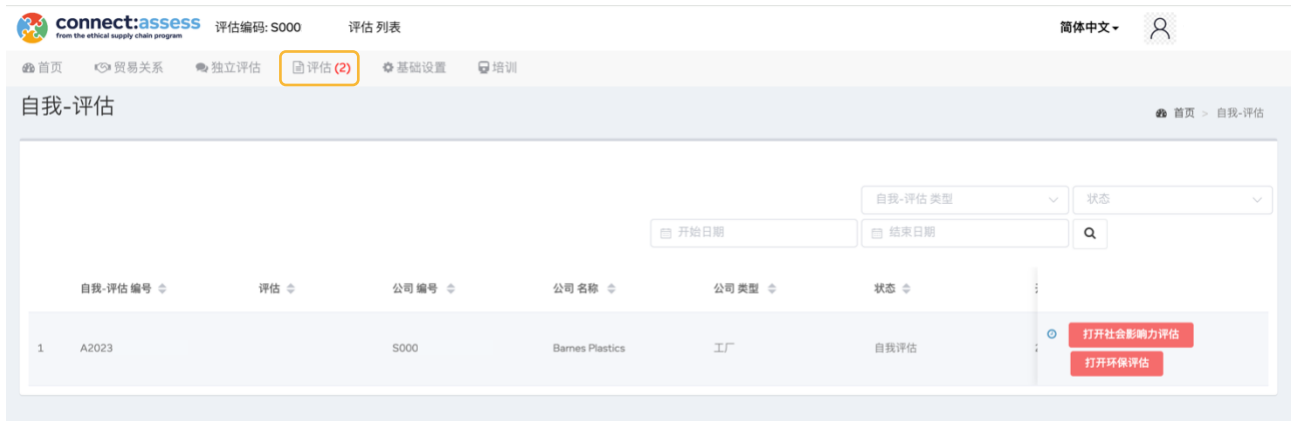 connect:assess 评估编码: S000 评估 列表 简体中文
from the ethical supply chain program
首页 贸易关系 独立评估 评估 (2) 基础设置 培训
自我-评估 首页 > 自我-评估
自我-评估 类型 状态
开始日期 结束日期
自我-评估 编号 评估 公司 编号 公司 名称 公司 类型 状态
1 A2023 S000 Barnes Plastics 工厂 自我评估 打开社会影响力评估
打开环保评估